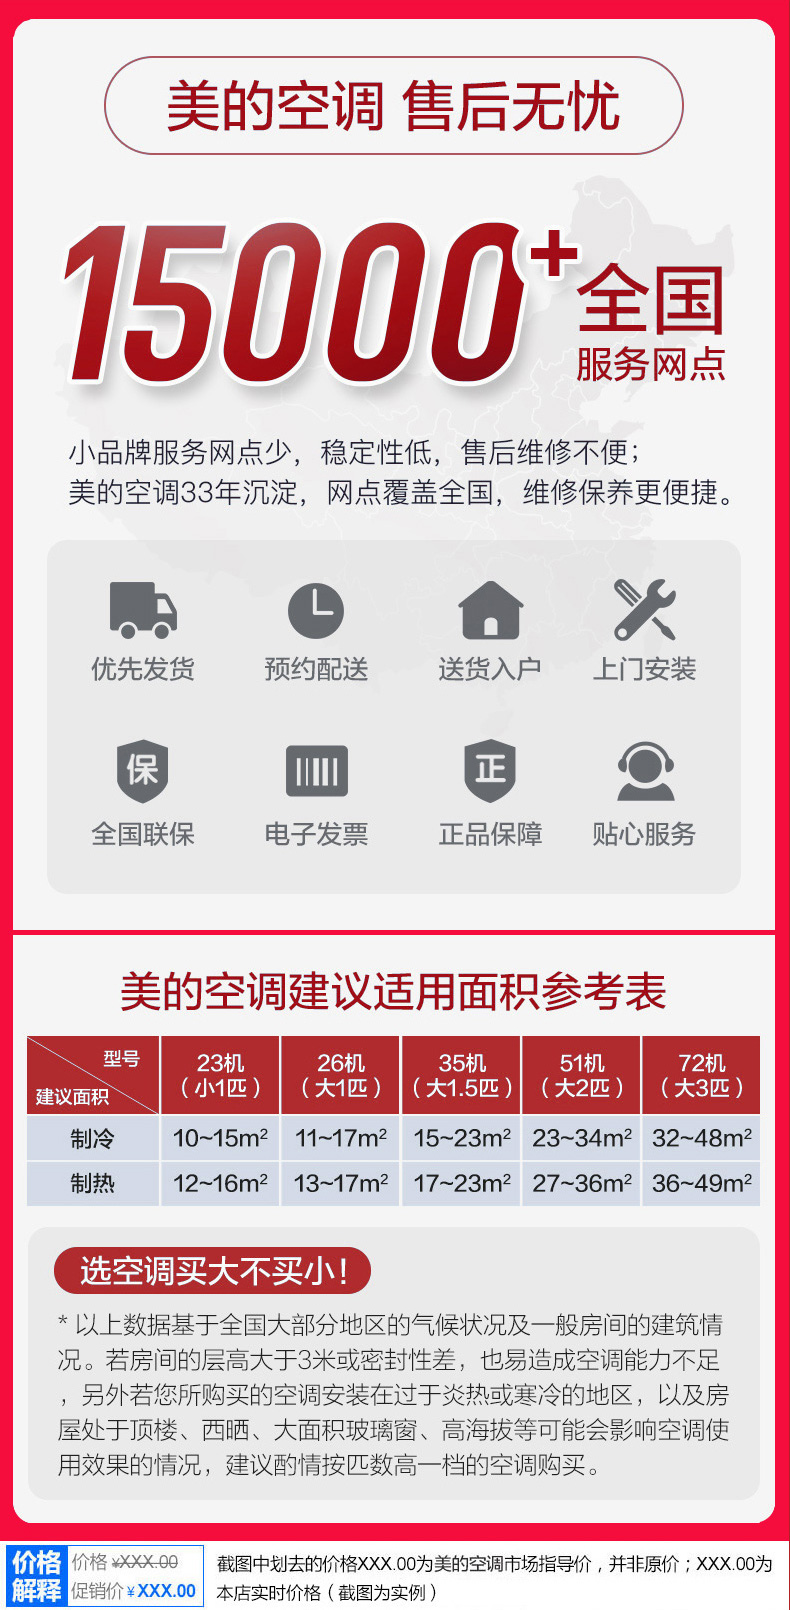 美的空调 售后无忧
15000+全国
服务网点
小品牌服务网点少，稳定性低，售后维修不便；
美的空调33年沉淀，网点覆盖全国，维修保养更便捷。
优先发货 预约配送 送货入户 上门安装
保 正
全国联保 电子发票 正品保障 贴心服务
美的空调建议适用面积参考表
型号 23机 26机 35机 51机 72机
建议面积 （小1匹） （大1匹） （大1.5匹） （大2匹） （大3匹）
制冷 10~15m² 11~17m² 15~23m² 23~34m² 32~48m²
制热 12~16m² 13~17m² 17~23m² 27~36m² 36~49m²
选空调买大不买小！
* 以上数据基于全国大部分地区的气候状况及一般房间的建筑情
况。若房间的层高大于3米或密封性差，也易造成空调能力不足
，另外若您所购买的空调安装在过于炎热或寒冷的地区，以及房
屋处于顶楼、西晒、大面积玻璃窗、高海拔等可能会影响空调使
用效果的情况，建议酌情按匹数高一档的空调购买。
价格 价格 ¥XXX.00 截图中划去的价格XXX.00为美的空调市场指导价，并非原价；XXX.00为
解释 促销价 ¥ XXX.00 本店实时价格（截图为实例）